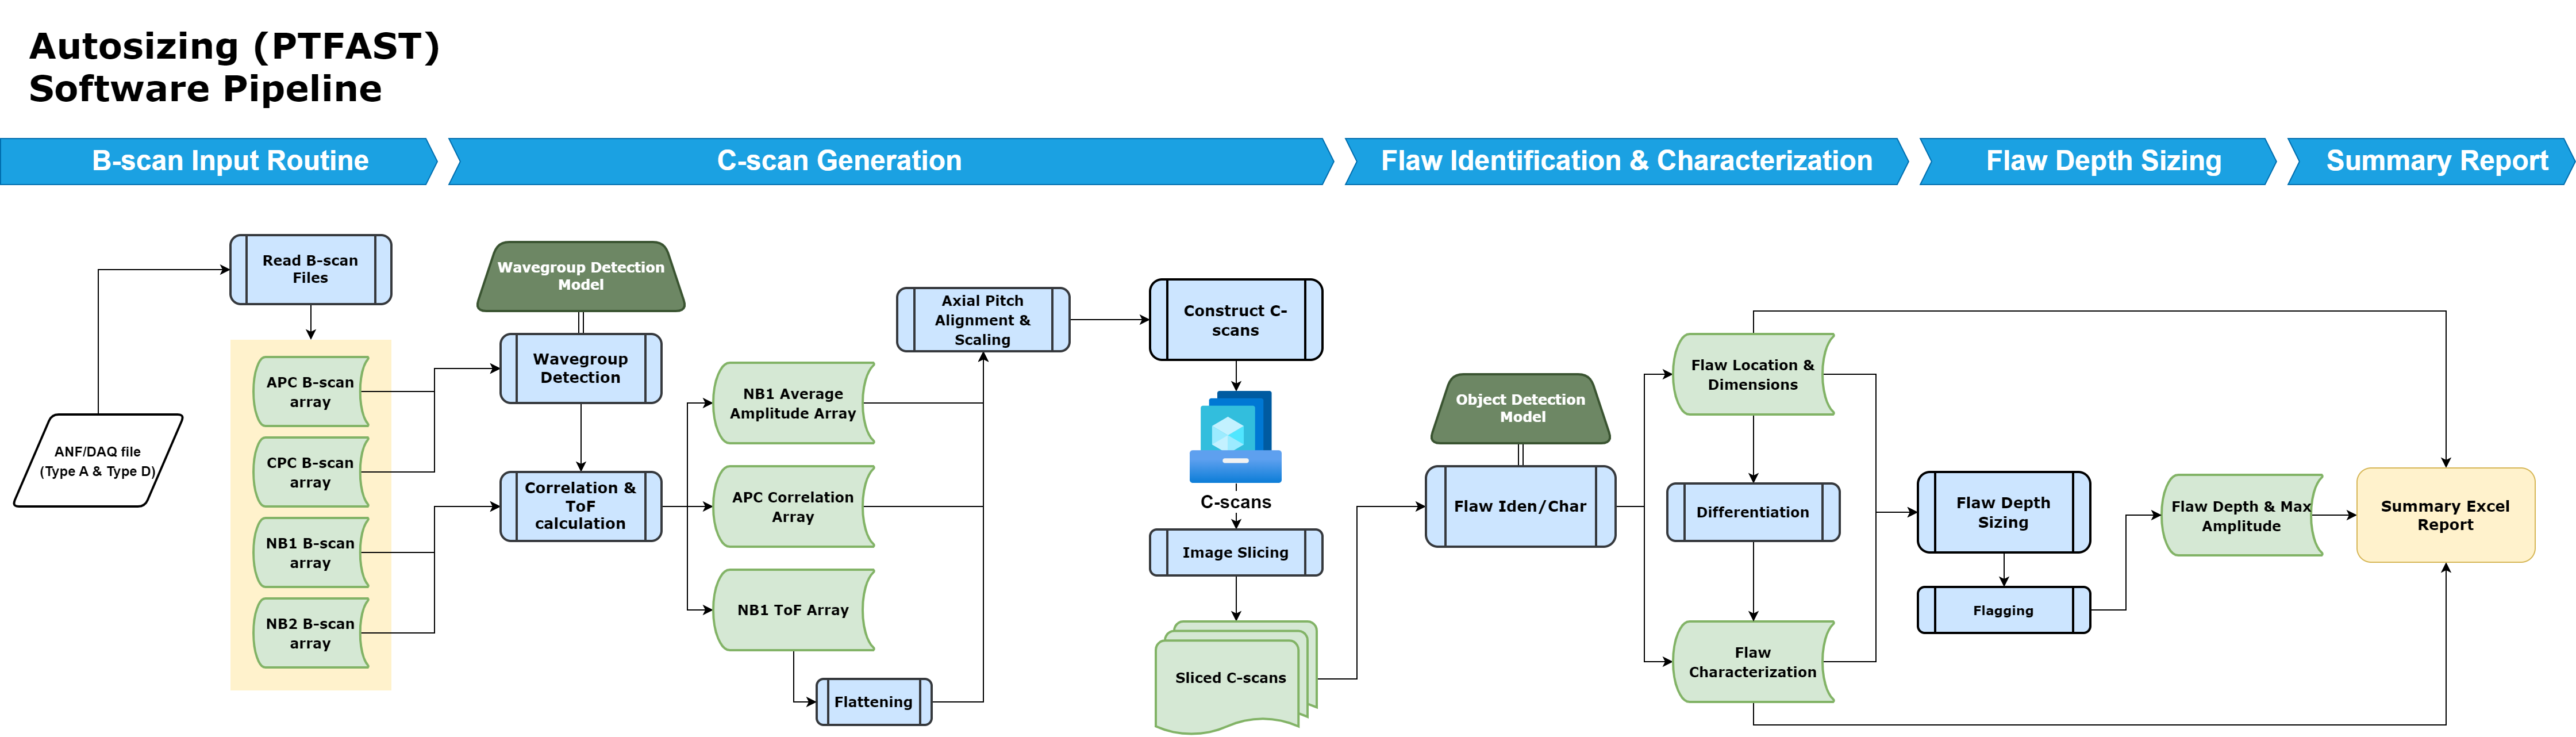 Autosizing (PTFAST)
Software Pipeline
B-scan Input Routine
C-scan Generation
Flaw Identification & Characterization
Flaw Depth Sizing
Summary Report
ANF/DAQ file
(Type A & Type D)
Read B-scan
Files
APC B-scan
array
CPC B-scan
array
NB1 B-scan
array
NB2 B-scan
array
Wavegroup Detection
Model
Wavegroup
Detection
Correlation &
ToF
calculation
NB1 Average
Amplitude Array
APC Correlation
Array
NB1 ToF Array
Flattening
Axial Pitch
Alignment &
Scaling
Construct C-
scans
C-scans
Image Slicing
Sliced C-scans
Object Detection
Model
Flaw Iden/Char
Flaw Location &
Dimensions
Differentiation
Flaw
Characterization
Flaw Depth
Sizing
Flagging
Flaw Depth & Max
Amplitude
Summary Excel
Report